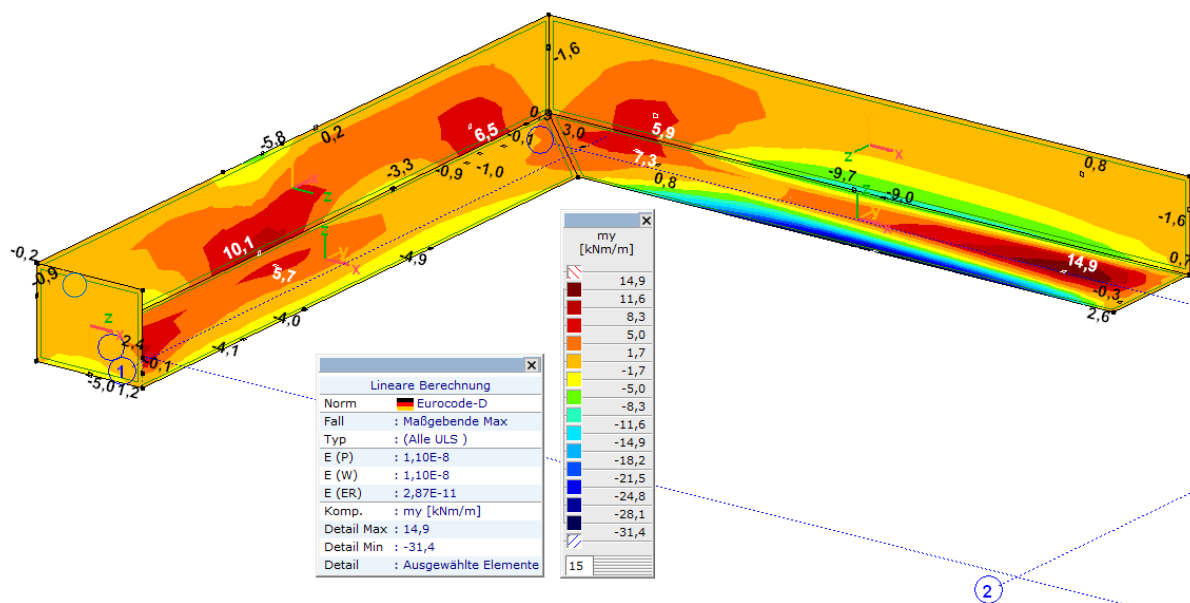 -1,6
-5,8
0,2
6,5
0,3
-0,1
3,0
5,9
7,3
-3,3
-0,9
-1,0
0,8
-9,7
-9,0
0,8
-1,6
10,1
5,7
-4,9
14,9
0,7
-0,3
2,6
-0,2
-0,9
-4,0
-4,1
2,4
-0,1
1
-5,0
1,2
z
x
z
x
z
y
x
z
x
z
y
x
my
[kNm/m]
14,9
11,6
8,3
5,0
1,7
-1,7
-5,0
-8,3
-11,6
-14,9
-18,2
-21,5
-24,8
-28,1
-31,4
15
Lineare Berechnung
Norm Eurocode-D
Fall : Maßgebende Max
Typ : (Alle ULS )
E (P) : 1,10E-8
E (W) : 1,10E-8
E (ER) : 2,87E-11
Komp. : my [kNm/m]
Detail Max : 14,9
Detail Min : -31,4
Detail : Ausgewählte Elemente
2